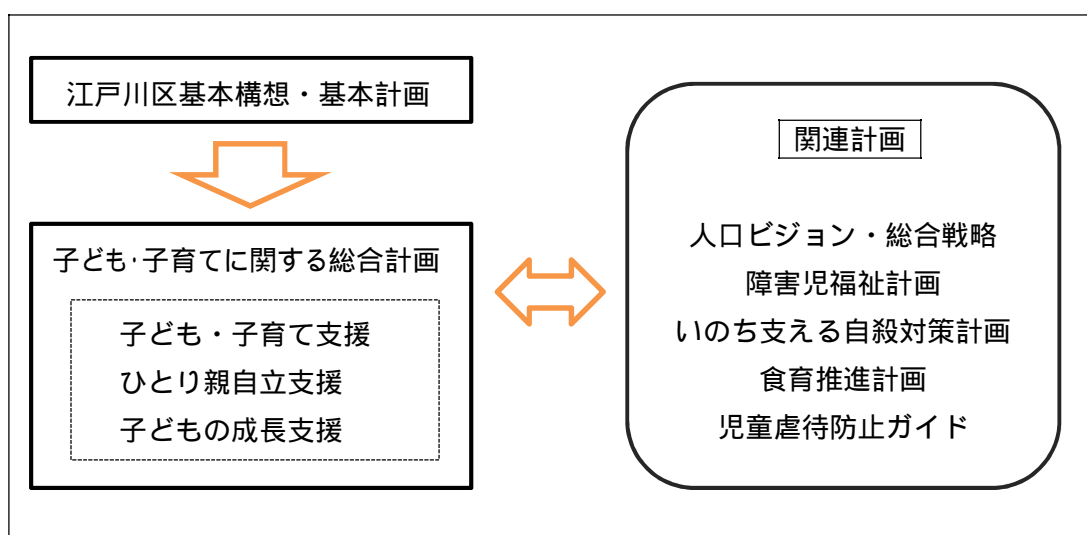 江戸川区基本構想・基本計画
子ども・子育てに関する総合計画
子ども・子育て支援
ひとり親自立支援
子どもの成長支援
関連計画
人口ビジョン・総合戦略
障害児福祉計画
いのち支える自殺対策計画
食育推進計画
児童虐待防止ガイド